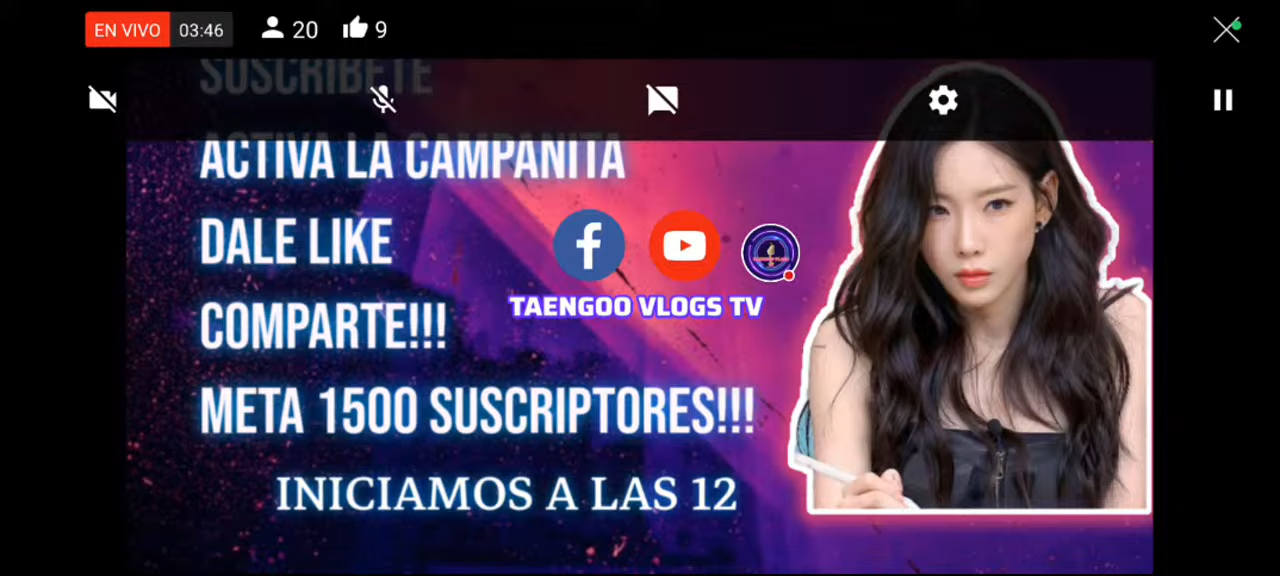 EN VIVO 03:46 20 9
SUSCRIBETE
ACTIVA LA CAMPANITA
DALE LIKE
TAENGOO VLOGS TV
COMPARTE!!!
META 1500 SUSCRIPTORES!!!
INICIAMOS A LAS 12